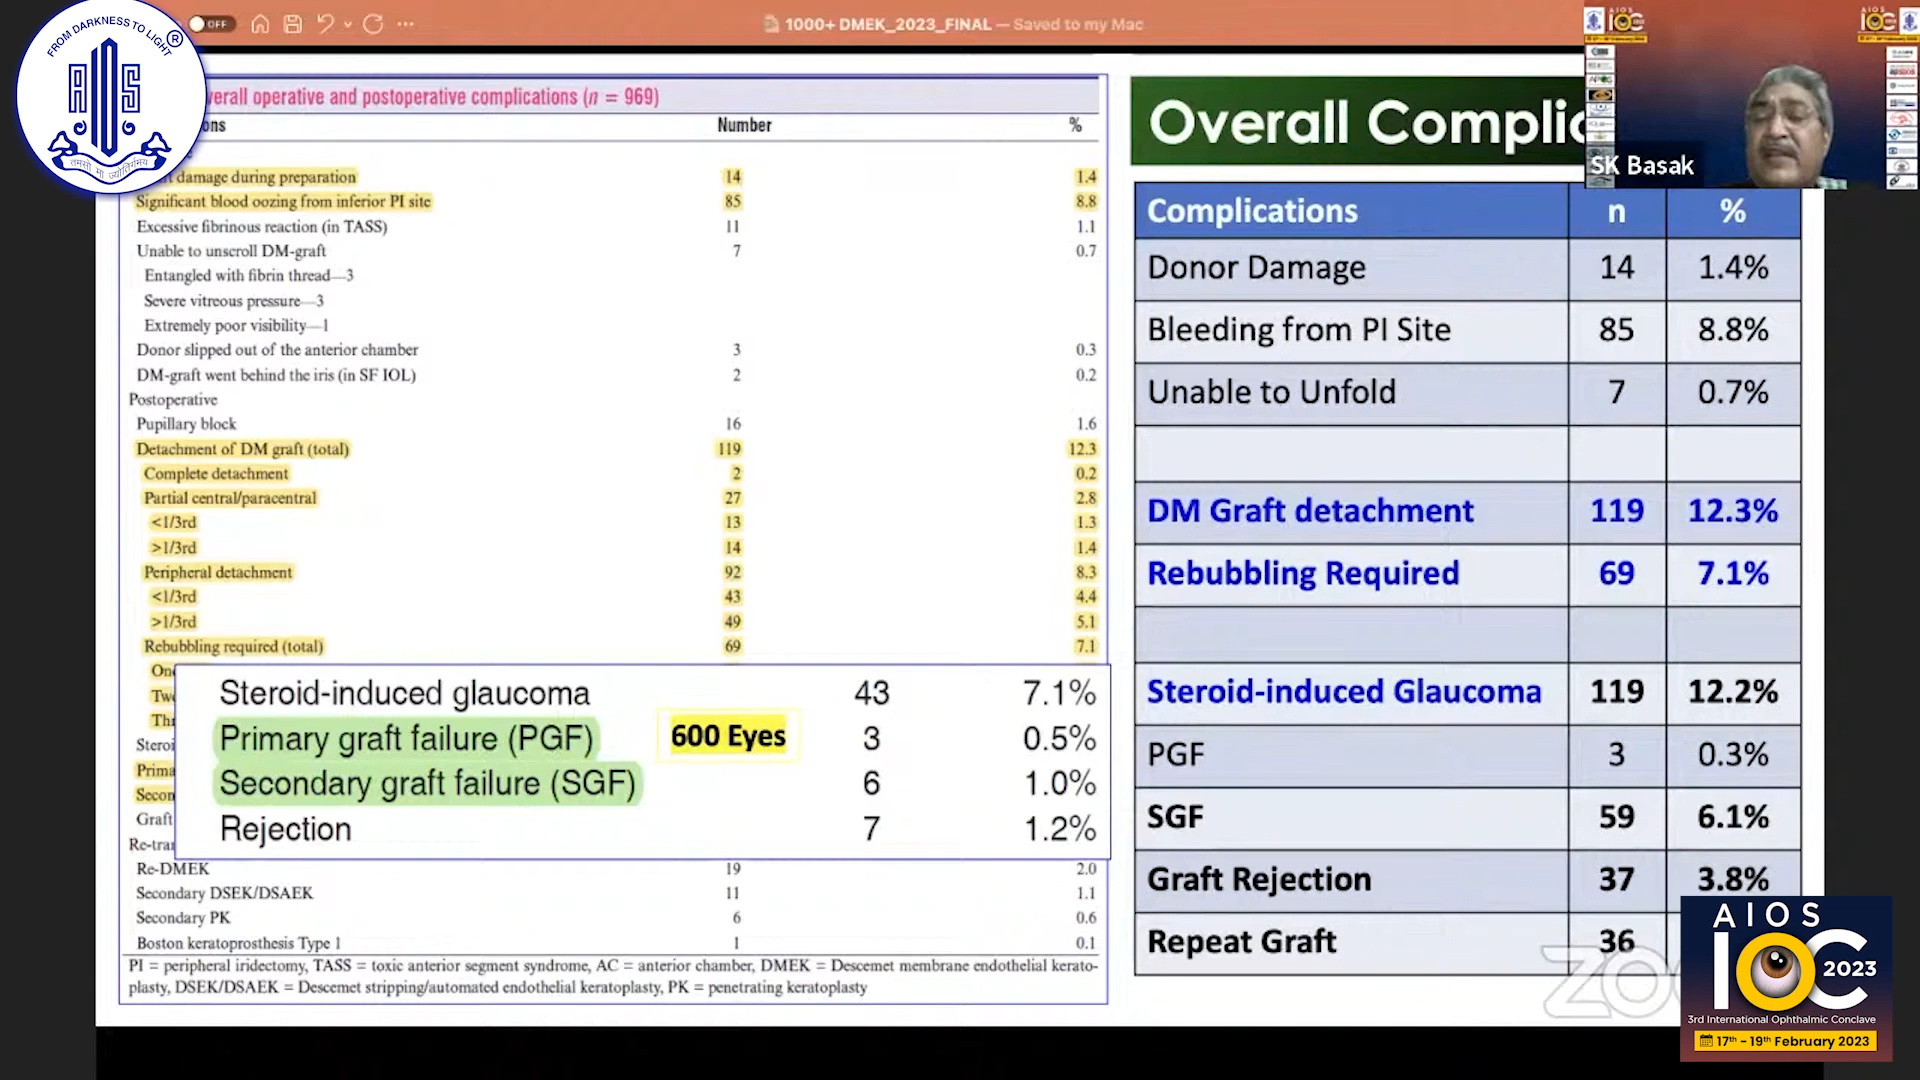 FROM DARKNESS TO LIGHT ®
AIOS
तमसो मा ज्योतिर्गमय
OFF
1000+ DMEK_2023_FINAL — Saved to my Mac
erall operative and postoperative complications (n = 969)
ons Number %
damage during preparation 14 1.4
Significant blood oozing from inferior PI site 85 8.8
Excessive fibrinous reaction (in TASS) 11 1.1
Unable to unscroll DM-graft 7 0.7
Entangled with fibrin thread—3
Severe vitreous pressure—3
Extremely poor visibility—1
Donor slipped out of the anterior chamber 3 0.3
DM-graft went behind the iris (in SF IOL) 2 0.2
Postoperative
Pupillary block 16 1.6
Detachment of DM graft (total) 119 12.3
Complete detachment 2 0.2
Partial central/paracentral 27 2.8
<1/3rd 13 1.3
>1/3rd 14 1.4
Peripheral detachment 92 8.3
<1/3rd 43 4.4
>1/3rd 49 5.1
Rebubbling required (total) 69 7.1
On
Tw
Th
Steroi
Prima
Secon
Graft
Re-tra
Steroid-induced glaucoma 43 7.1%
Primary graft failure (PGF) 600 Eyes 3 0.5%
Secondary graft failure (SGF) 6 1.0%
Rejection 7 1.2%
Re-DMEK 19 2.0
Secondary DSEK/DSAEK 11 1.1
Secondary PK 6 0.6
Boston keratoprosthesis Type 1 1 0.1
PI = peripheral iridectomy, TASS = toxic anterior segment syndrome, AC = anterior chamber, DMEK = Descemet membrane endothelial kerato-
plasty, DSEK/DSAEK = Descemet stripping/automated endothelial keratoplasty, PK = penetrating keratoplasty
Overall Complic
SK Basak
Complications n %
Donor Damage 14 1.4%
Bleeding from PI Site 85 8.8%
Unable to Unfold 7 0.7%
DM Graft detachment 119 12.3%
Rebubbling Required 69 7.1%
Steroid-induced Glaucoma 119 12.2%
PGF 3 0.3%
SGF 59 6.1%
Graft Rejection 37 3.8%
Repeat Graft 36
ZO
AIOS
IOC 2023
3rd International Ophthalmic Conclave
17th - 19th February 2023